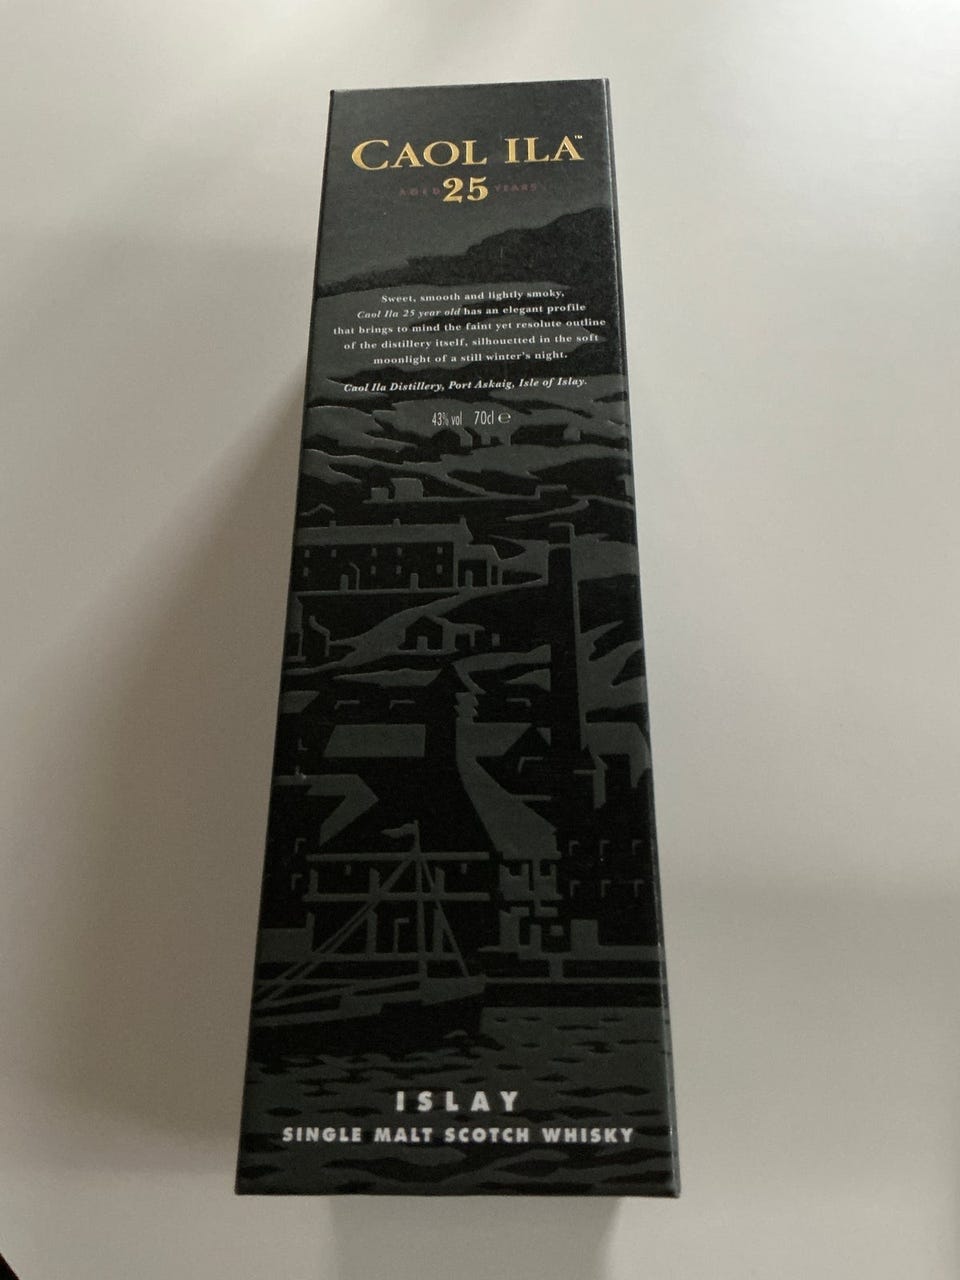 CAOL ILA™
AGED 25 YEARS
Sweet, smooth and lightly smoky,
Caol Ila 25 year old has an elegant profile
that brings to mind the faint yet resolute outline
of the distillery itself, silhouetted in the soft
moonlight of a still winter's night.
Caol Ila Distillery, Port Askaig, Isle of Islay.
43% vol 70cl ℮
ISLAY
SINGLE MALT SCOTCH WHISKY